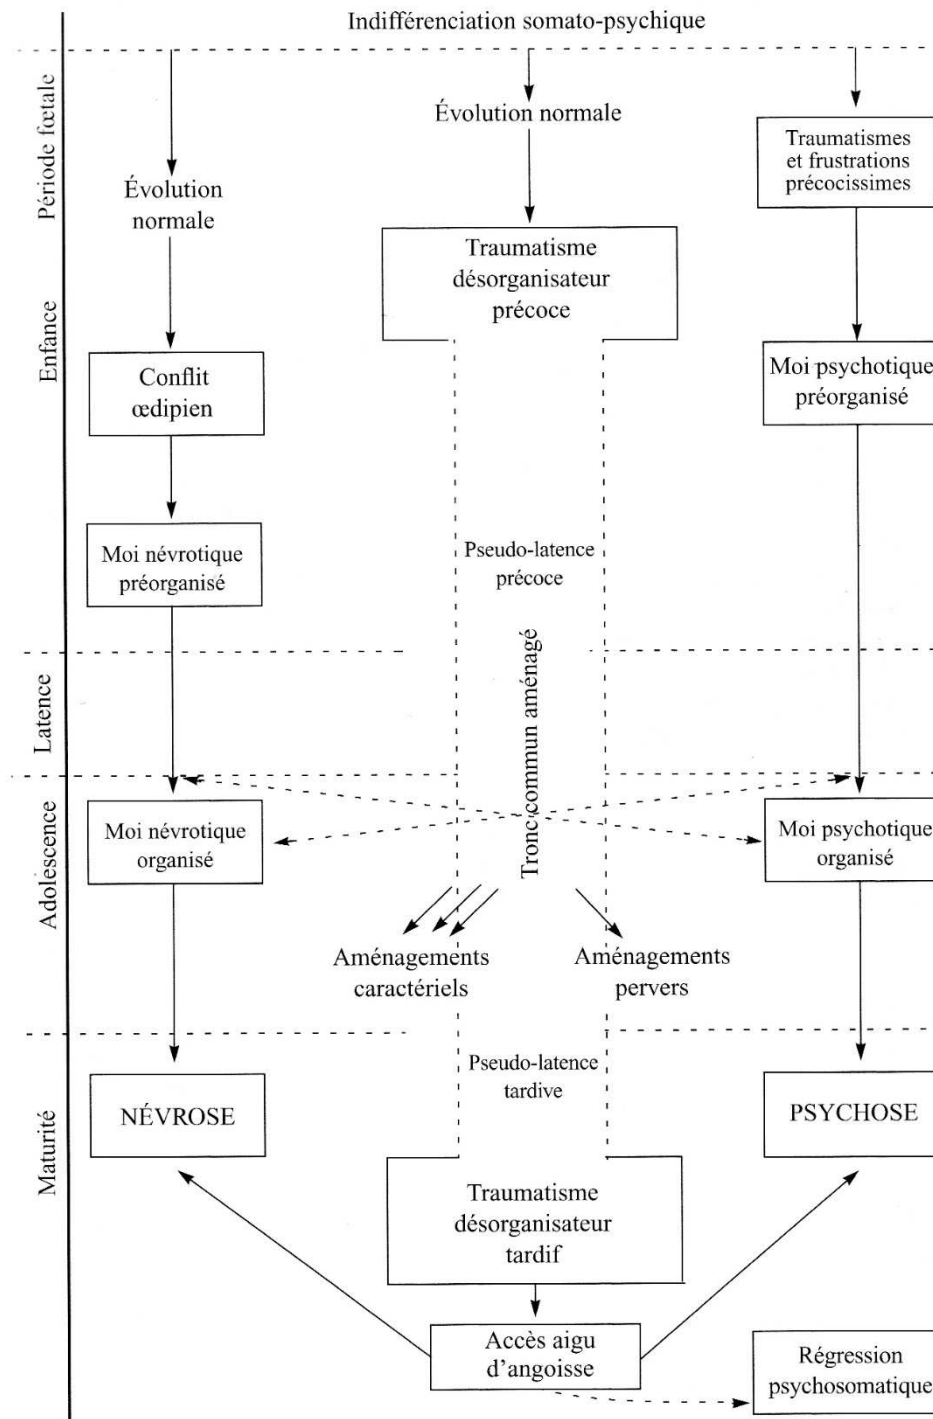 Indifférenciation somato-psychique
Période fœtale
Évolution normale
Traumatismes
et frustrations
précocissimes
Évolution
normale
Traumatisme
désorganisateur
précoce
Enfance
Conflit
œdipien
Moi psychotique
préorganisé
Moi névrotique
préorganisé
Pseudo-latence
précoce
Latence
Tronc commun aménagé
Adolescence
Moi névrotique
organisé
Moi psychotique
organisé
Aménagements
caractériels
Aménagements
pervers
Maturité
Pseudo-latence
tardive
NÉVROSE
PSYCHOSE
Traumatisme
désorganisateur
tardif
Accès aigu
d'angoisse
Régression
psychosomatique